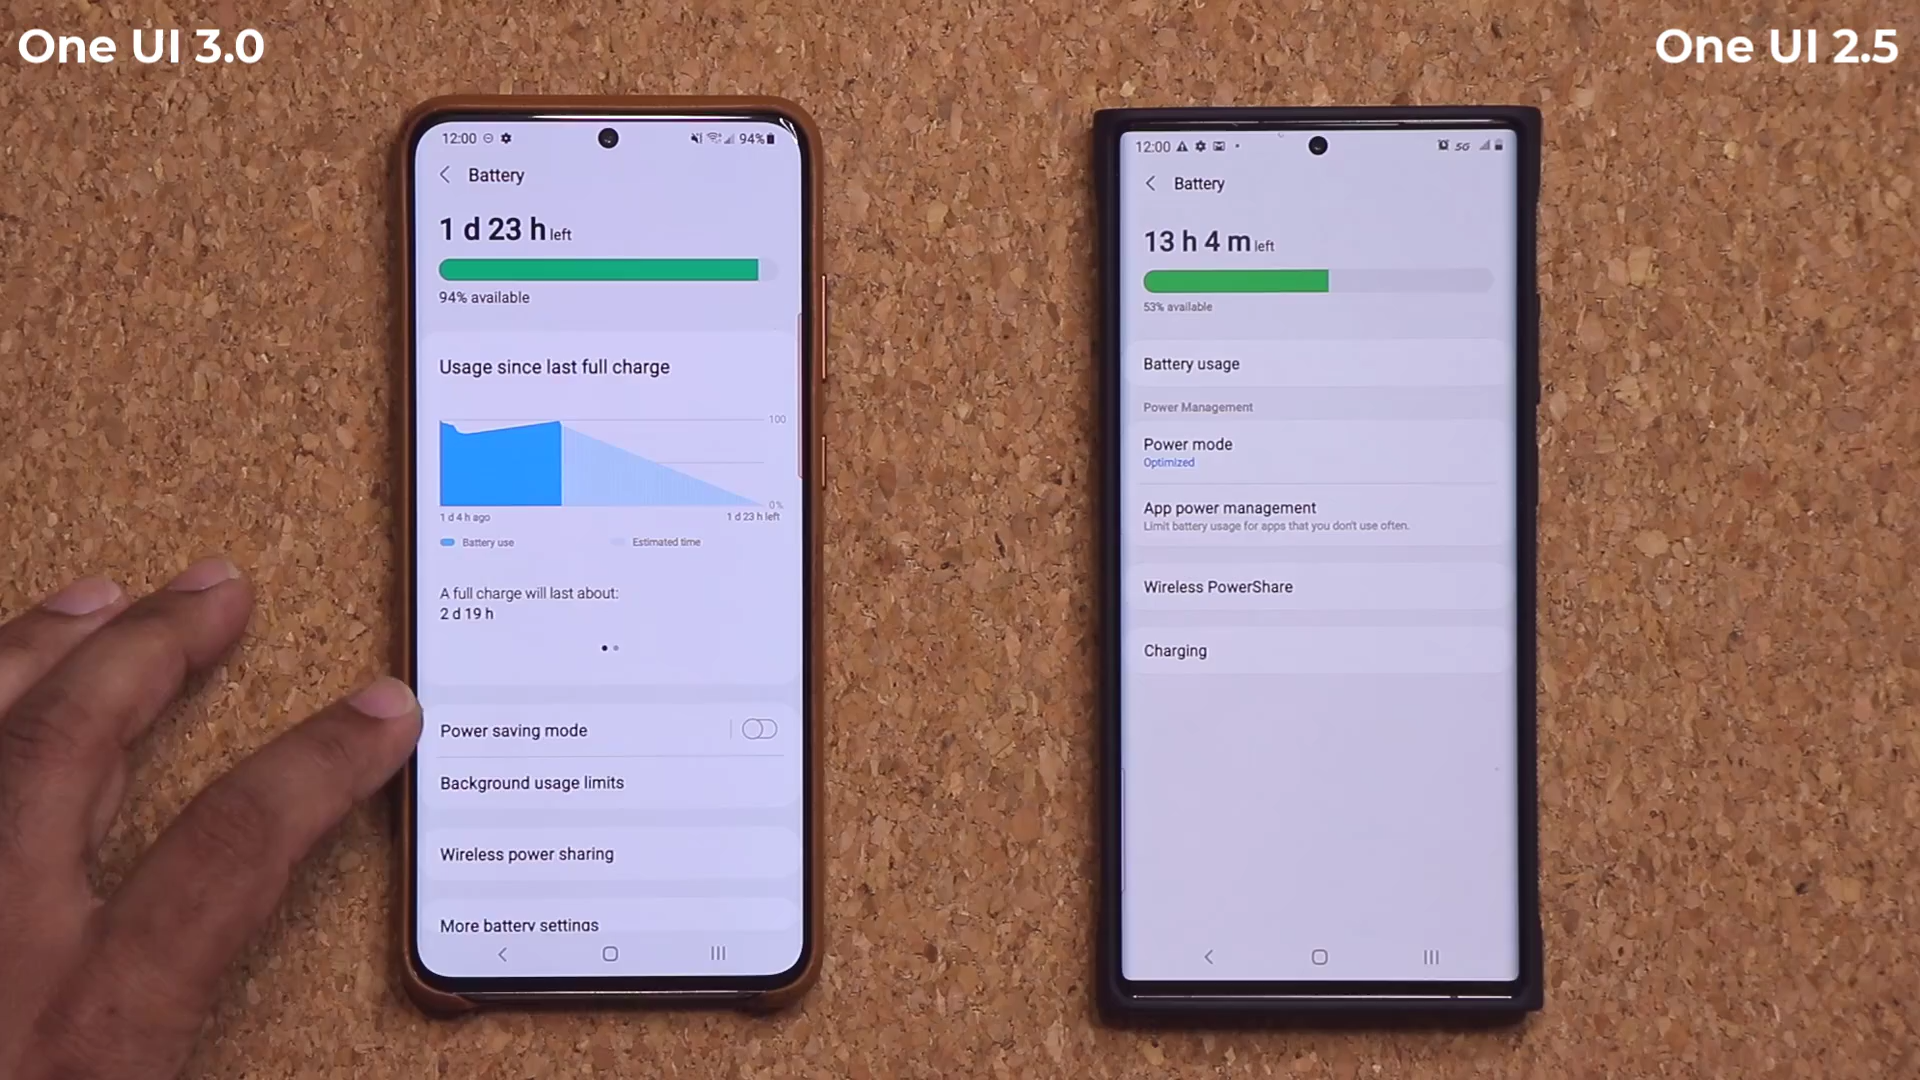 One UI 3.0
One UI 2.5
12:00
94%
Battery
1 d 23 h left
94% available
Usage since last full charge
100
0%
1 d 4 h ago
1 d 23 h left
Battery use
Estimated time
A full charge will last about:
2 d 19 h
Power saving mode
Background usage limits
Wireless power sharing
More battery settings
12:00
5G
Battery
13 h 4 m left
53% available
Battery usage
Power Management
Power mode
Optimized
App power management
Limit battery usage for apps that you don't use often.
Wireless PowerShare
Charging